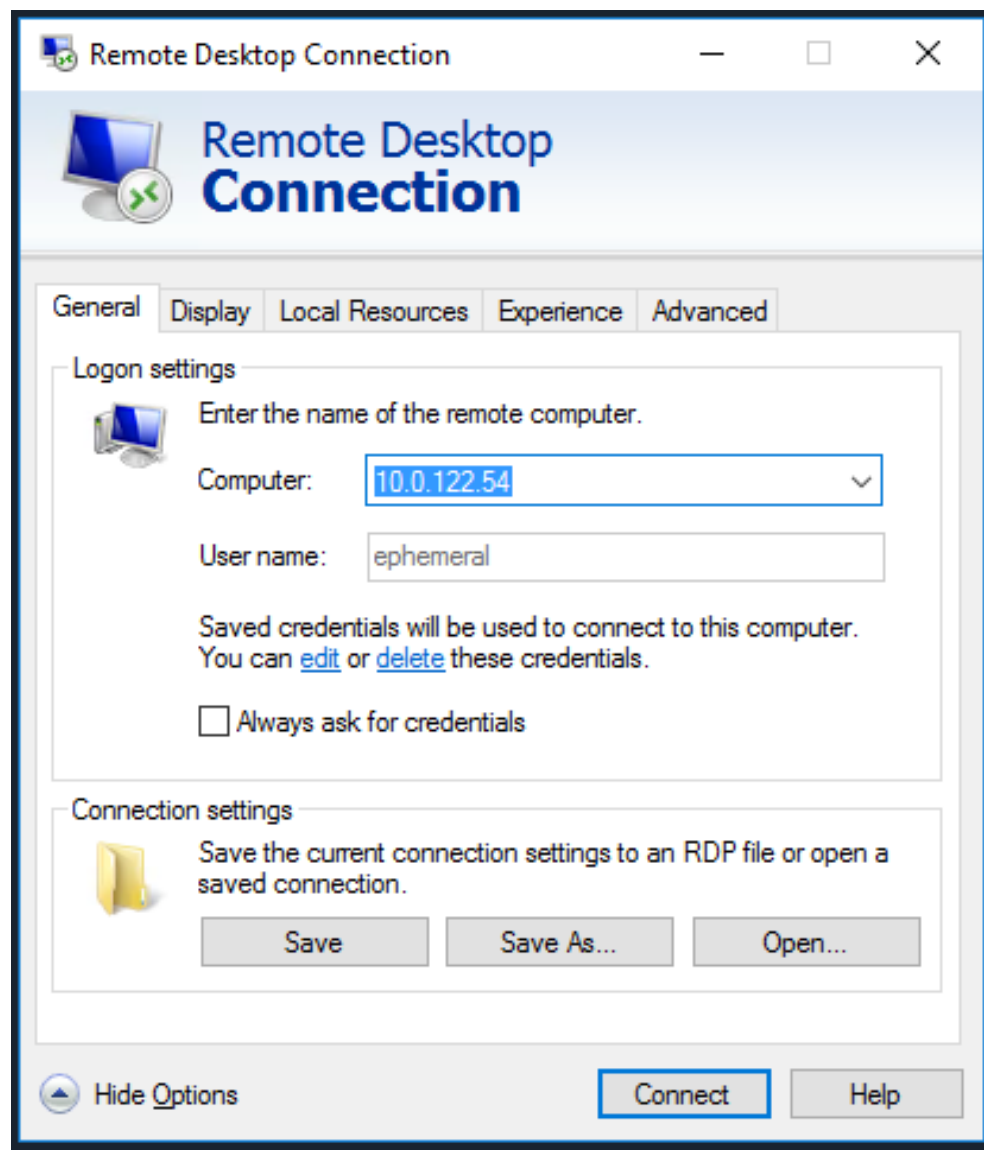 Remote Desktop Connection
Remote Desktop
Connection
General Display Local Resources Experience Advanced
Logon settings
Enter the name of the remote computer.
Computer: 10.0.122.54
User name: ephemeral
Saved credentials will be used to connect to this computer.
You can edit or delete these credentials.
Always ask for credentials
Connection settings
Save the current connection settings to an RDP file or open a
saved connection.
Save Save As... Open...
Hide Options Connect Help